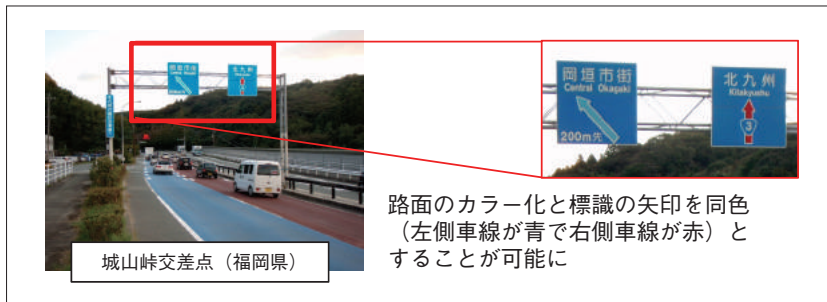 岡垣市街
Central Okagaki
200m先
北九州
Kitakyushu
3
路面のカラー化と標識の矢印を同色
（左側車線が青で右側車線が赤）と
することが可能に
城山峠交差点（福岡県）